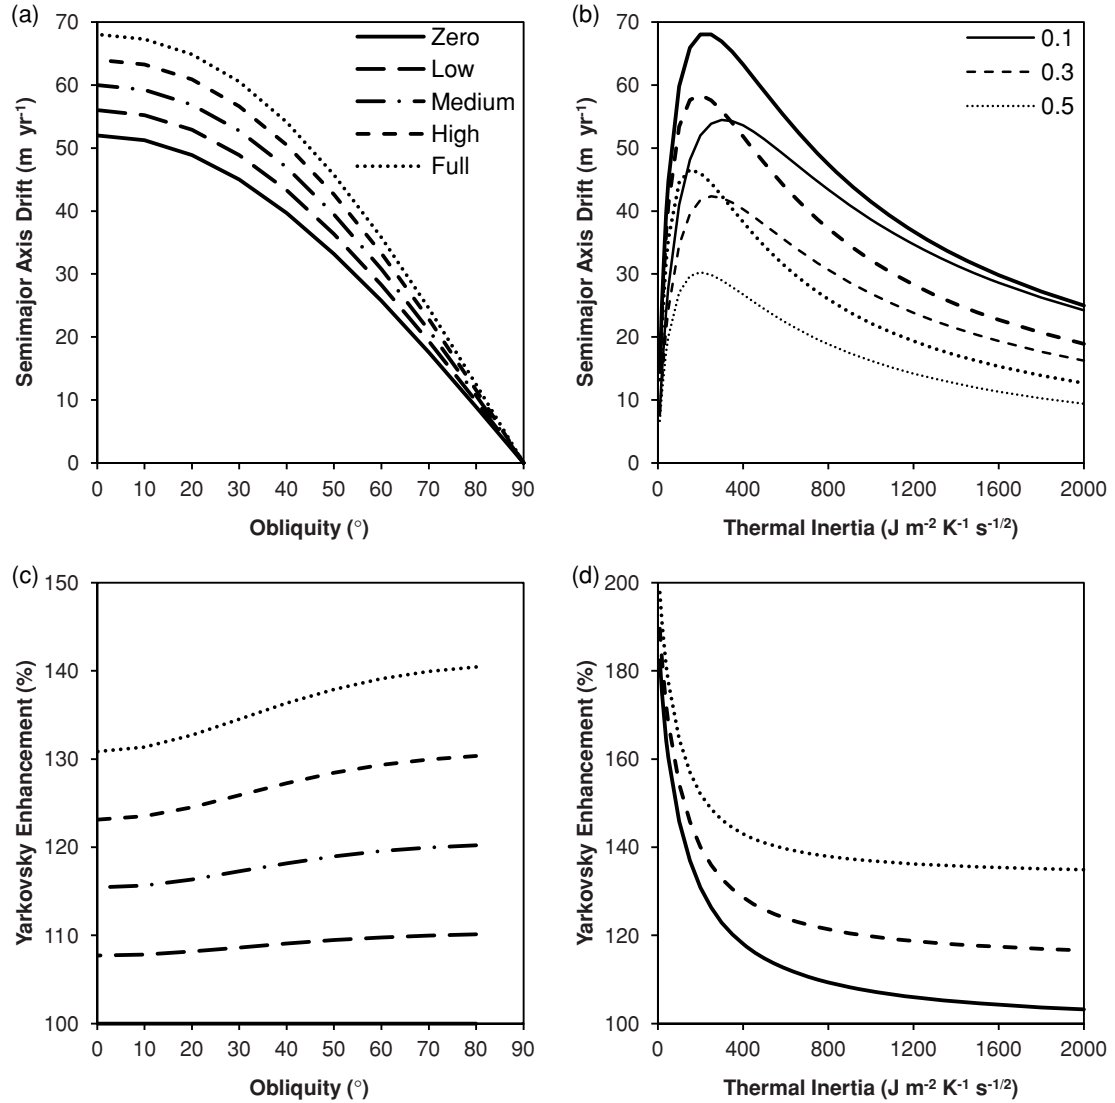 (a)
70
60
50
40
30
20
10
0
Semimajor Axis Drift (m yr⁻¹)
Zero
Low
Medium
High
Full
0 10 20 30 40 50 60 70 80 90
Obliquity (°)
(b)
70
60
50
40
30
20
10
0
Semimajor Axis Drift (m yr⁻¹)
0.1
0.3
0.5
0 400 800 1200 1600 2000
Thermal Inertia (J m⁻² K⁻¹ s⁻¹/²)
(c)
150
140
130
120
110
100
Yarkovsky Enhancement (%)
0 10 20 30 40 50 60 70 80 90
Obliquity (°)
(d)
200
180
160
140
120
100
Yarkovsky Enhancement (%)
0 400 800 1200 1600 2000
Thermal Inertia (J m⁻² K⁻¹ s⁻¹/²)